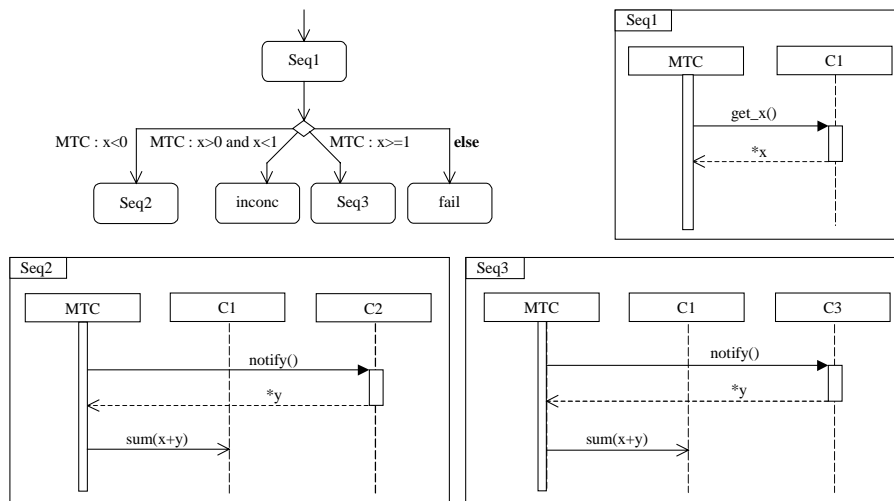 Seq1
MTC : x<0
MTC : x>0 and x<1
MTC : x>=1
else
Seq2
inconc
Seq3
fail
Seq1
MTC
C1
get_x()
*x
Seq2
MTC
C1
C2
notify()
*y
sum(x+y)
Seq3
MTC
C1
C3
notify()
*y
sum(x+y)